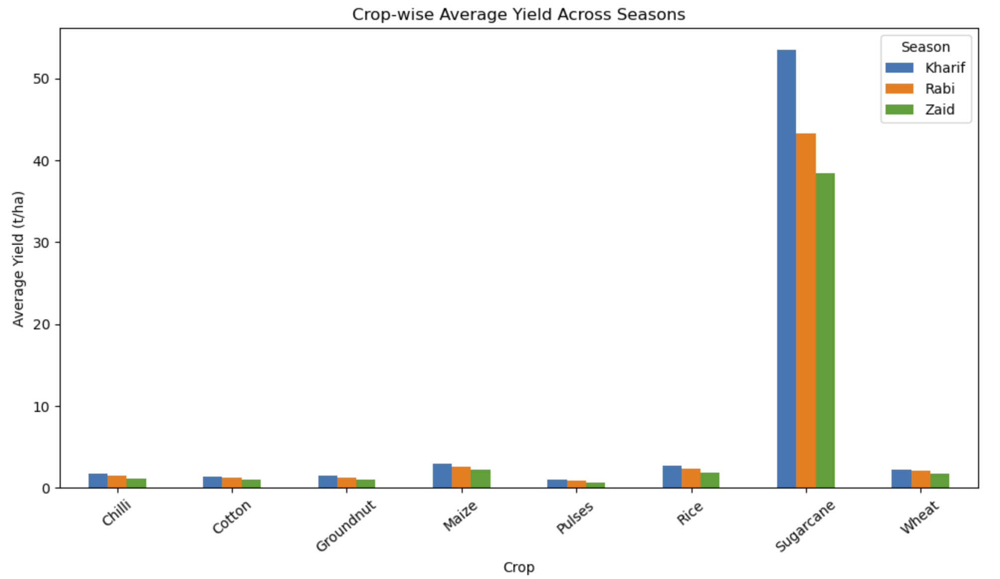 Crop-wise Average Yield Across Seasons
Season
Kharif
Rabi
Zaid
Average Yield (t/ha)
50
40
30
20
10
0
Chilli
Cotton
Groundnut
Maize
Pulses
Rice
Sugarcane
Wheat
Crop